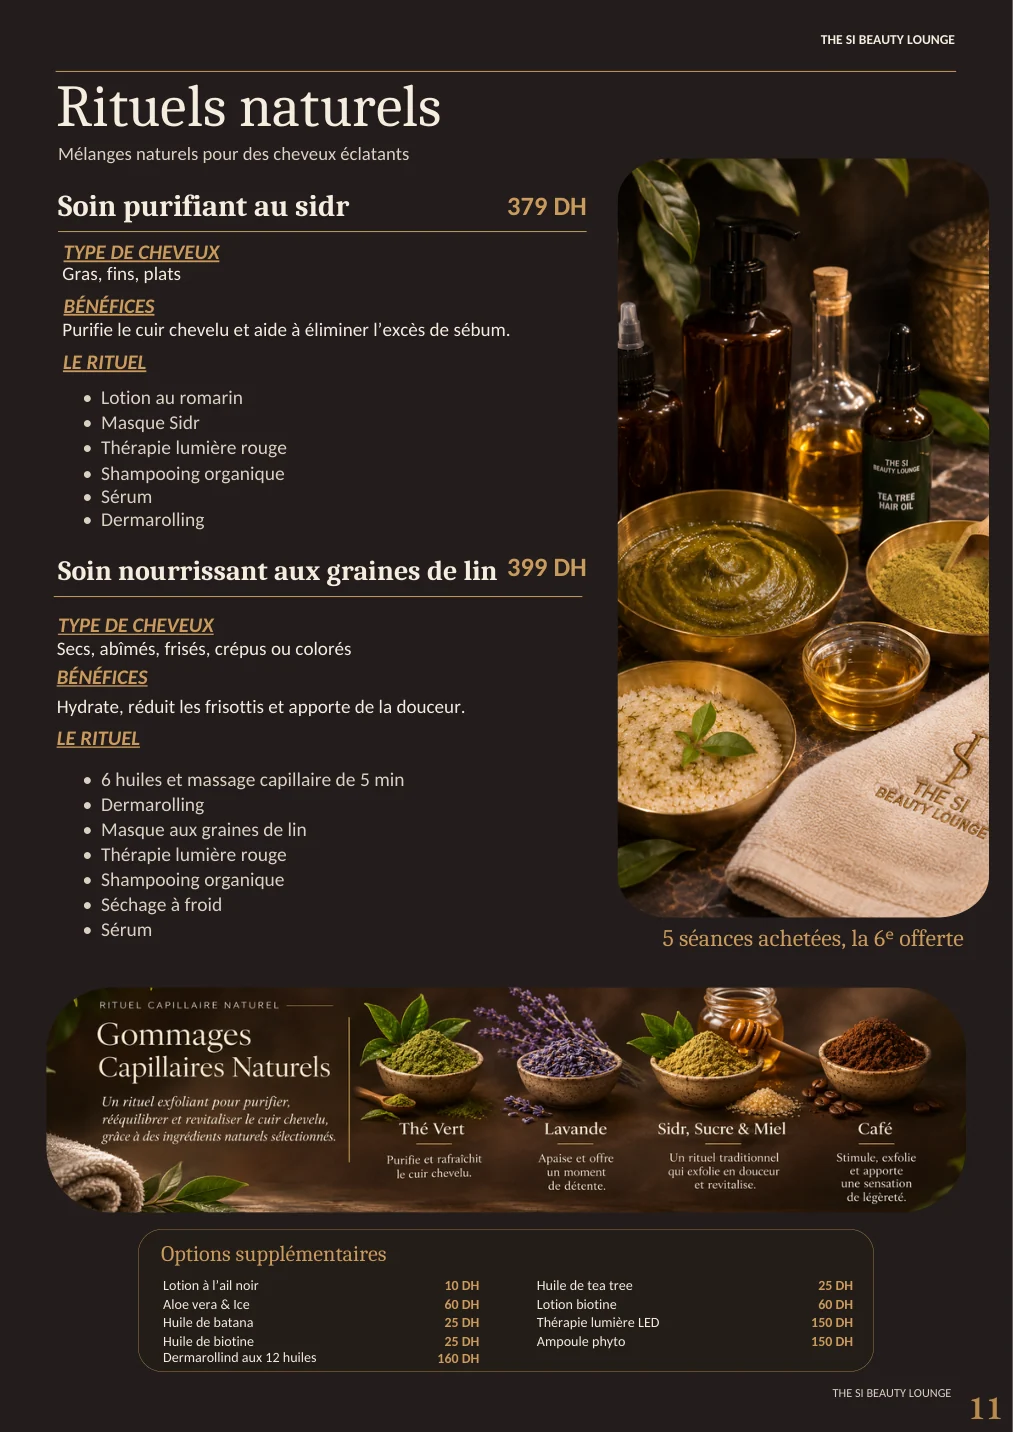 THE SI BEAUTY LOUNGE
Rituels naturels
Mélanges naturels pour des cheveux éclatants
Soin purifiant au sidr 379 DH
TYPE DE CHEVEUX
Gras, fins, plats
BÉNÉFICES
Purifie le cuir chevelu et aide à éliminer l’excès de sébum.
LE RITUEL
• Lotion au romarin
• Masque Sidr
• Thérapie lumière rouge
• Shampooing organique
• Sérum
• Dermarolling
Soin nourrissant aux graines de lin 399 DH
TYPE DE CHEVEUX
Secs, abîmés, frisés, crépus ou colorés
BÉNÉFICES
Hydrate, réduit les frisottis et apporte de la douceur.
LE RITUEL
• 6 huiles et massage capillaire de 5 min
• Dermarolling
• Masque aux graines de lin
• Thérapie lumière rouge
• Shampooing organique
• Séchage à froid
• Sérum
THE SI
BEAUTY LOUNGE
TEA TREE
HAIR OIL
THE SI
BEAUTY LOUNGE
5 séances achetées, la 6ᵉ offerte
RITUEL CAPILLAIRE NATUREL
Gommages
Capillaires Naturels
Un rituel exfoliant pour purifier,
rééquilibrer et revitaliser le cuir chevelu,
grâce à des ingrédients naturels sélectionnés.
Thé Vert
Purifie et rafraîchit
le cuir chevelu.
Lavande
Apaise et offre
un moment
de détente.
Sidr, Sucre & Miel
Un rituel traditionnel
qui exfolie en douceur
et revitalise.
Café
Stimule, exfolie
et apporte
une sensation
de légèreté.
Options supplémentaires
Lotion à l’ail noir 10 DH
Aloe vera & Ice 60 DH
Huile de batana 25 DH
Huile de biotine 25 DH
Dermarollind aux 12 huiles 160 DH
Huile de tea tree 25 DH
Lotion biotine 60 DH
Thérapie lumière LED 150 DH
Ampoule phyto 150 DH
THE SI BEAUTY LOUNGE
11